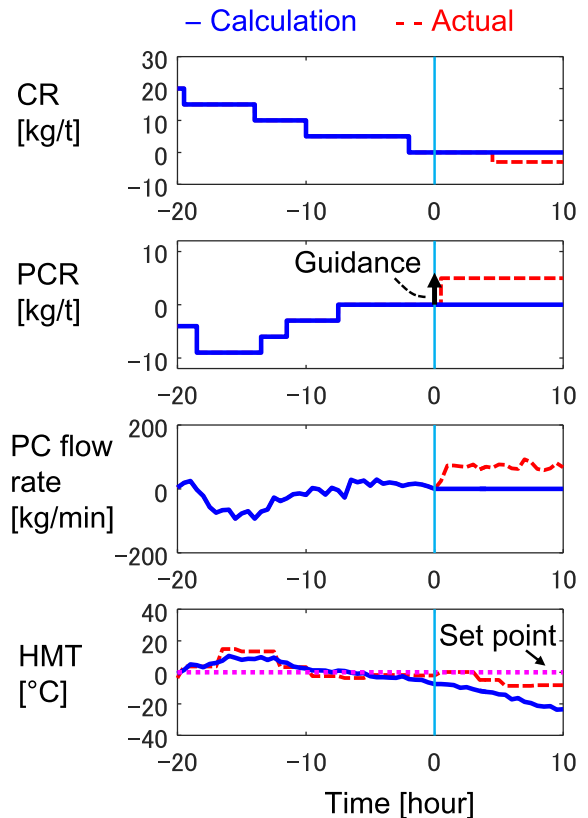 – Calculation -- Actual
CR
[kg/t]
30
20
10
0
−10
−20 −10 0 10
PCR
[kg/t]
10
0
−10
Guidance
−20 −10 0 10
PC flow
rate
[kg/min]
200
0
−200
−20 −10 0 10
HMT
[°C]
40
20
0
−20
−40
Set point
−20 −10 0 10
Time [hour]